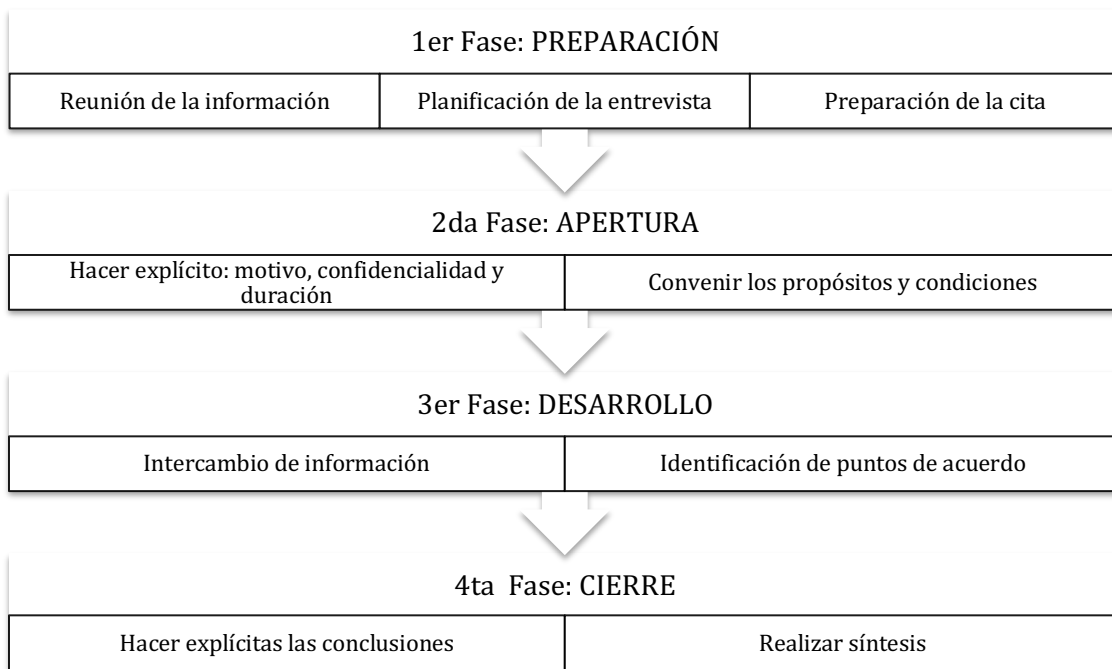 1er Fase: PREPARACIÓN
Reunión de la información
Planificación de la entrevista
Preparación de la cita
2da Fase: APERTURA
Hacer explícito: motivo, confidencialidad y
duración
Convenir los propósitos y condiciones
3er Fase: DESARROLLO
Intercambio de información
Identificación de puntos de acuerdo
4ta  Fase: CIERRE
Hacer explícitas las conclusiones
Realizar síntesis